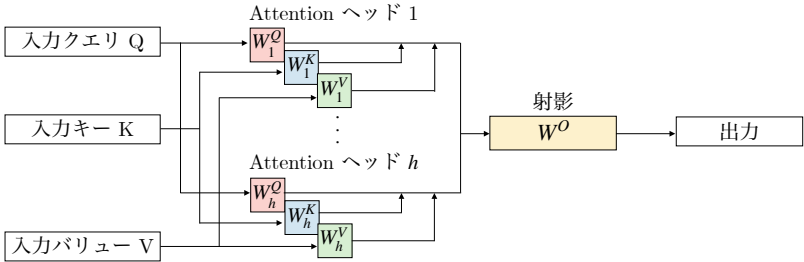 Attention ヘッド 1
入力クエリ Q
W_1^Q
W_1^K
W_1^V
入力キー K
射影
W^O
出力
Attention ヘッド h
W_h^Q
W_h^K
W_h^V
入力バリュー V